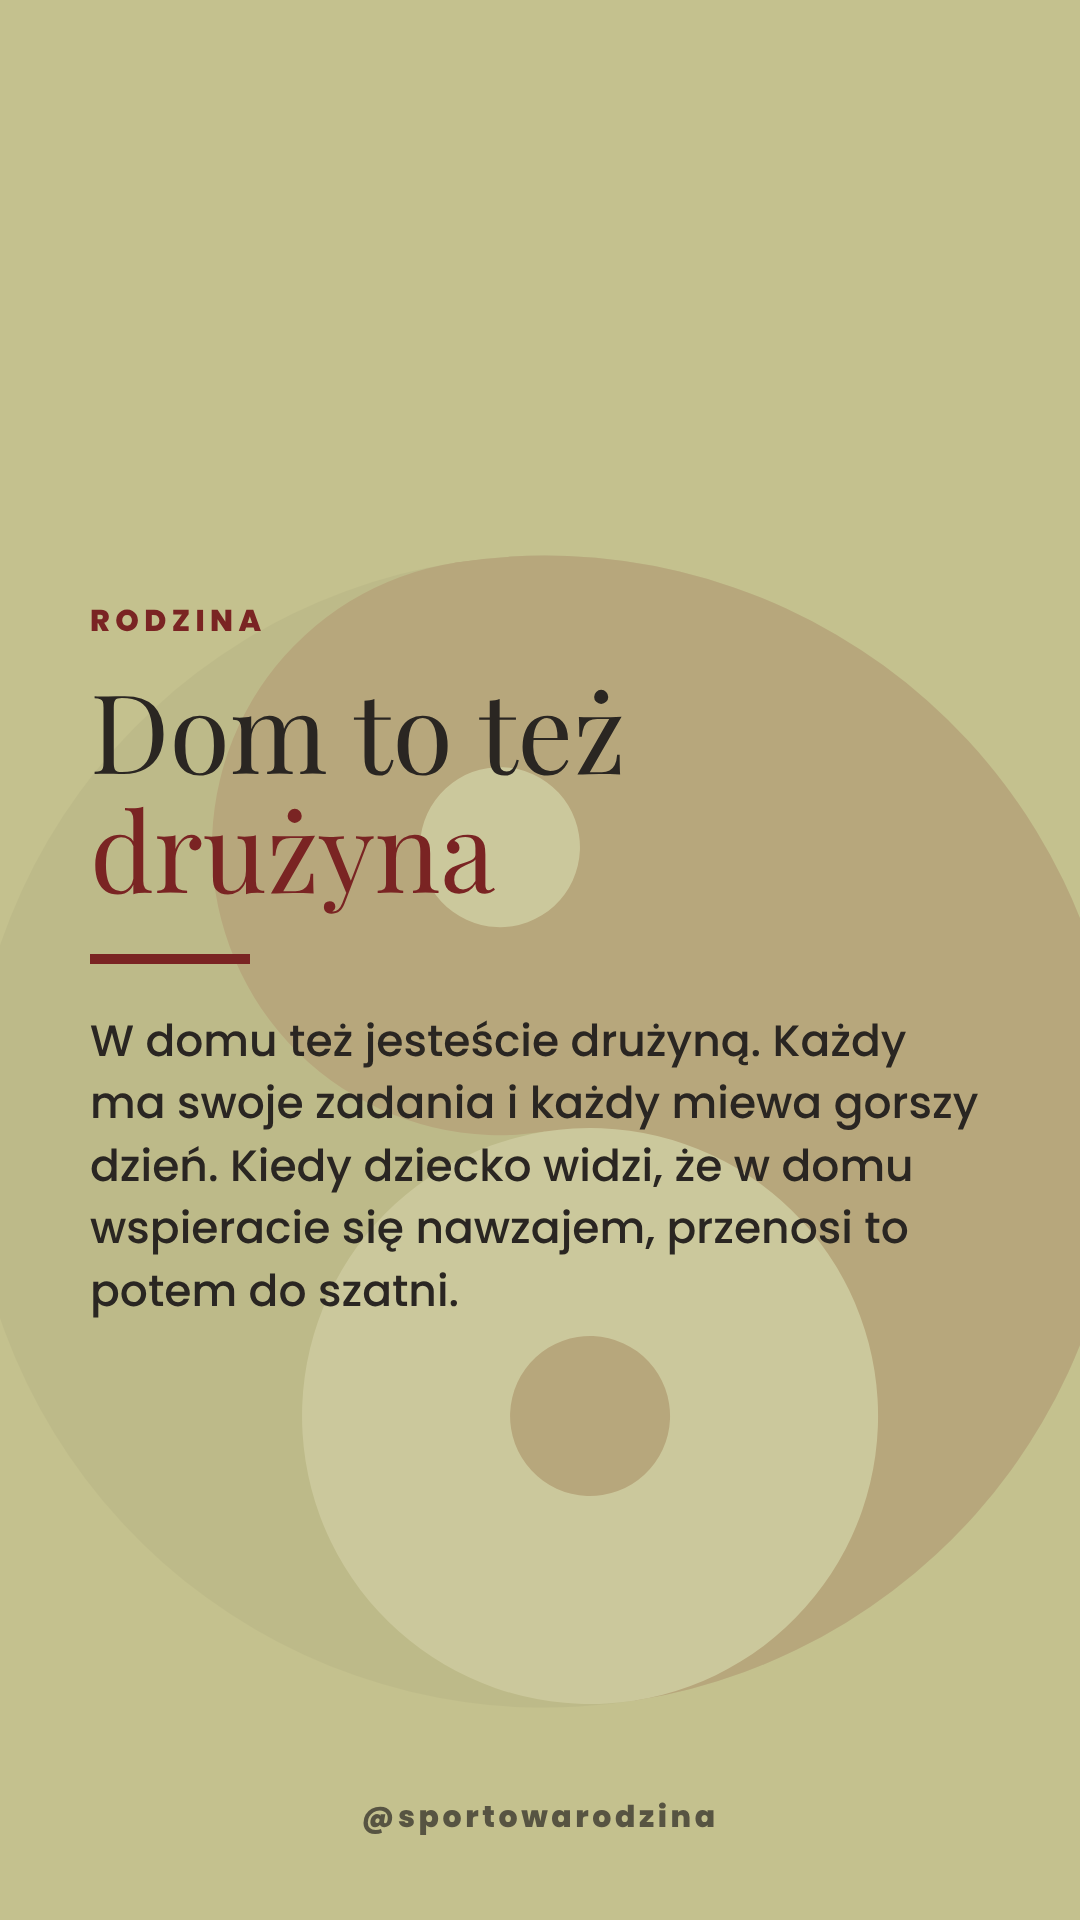 RODZINA
Dom to też
drużyna
W domu też jesteście drużyną. Każdy
ma swoje zadania i każdy miewa gorszy
dzień. Kiedy dziecko widzi, że w domu
wspieracie się nawzajem, przenosi to
potem do szatni.
@sportowarodzina